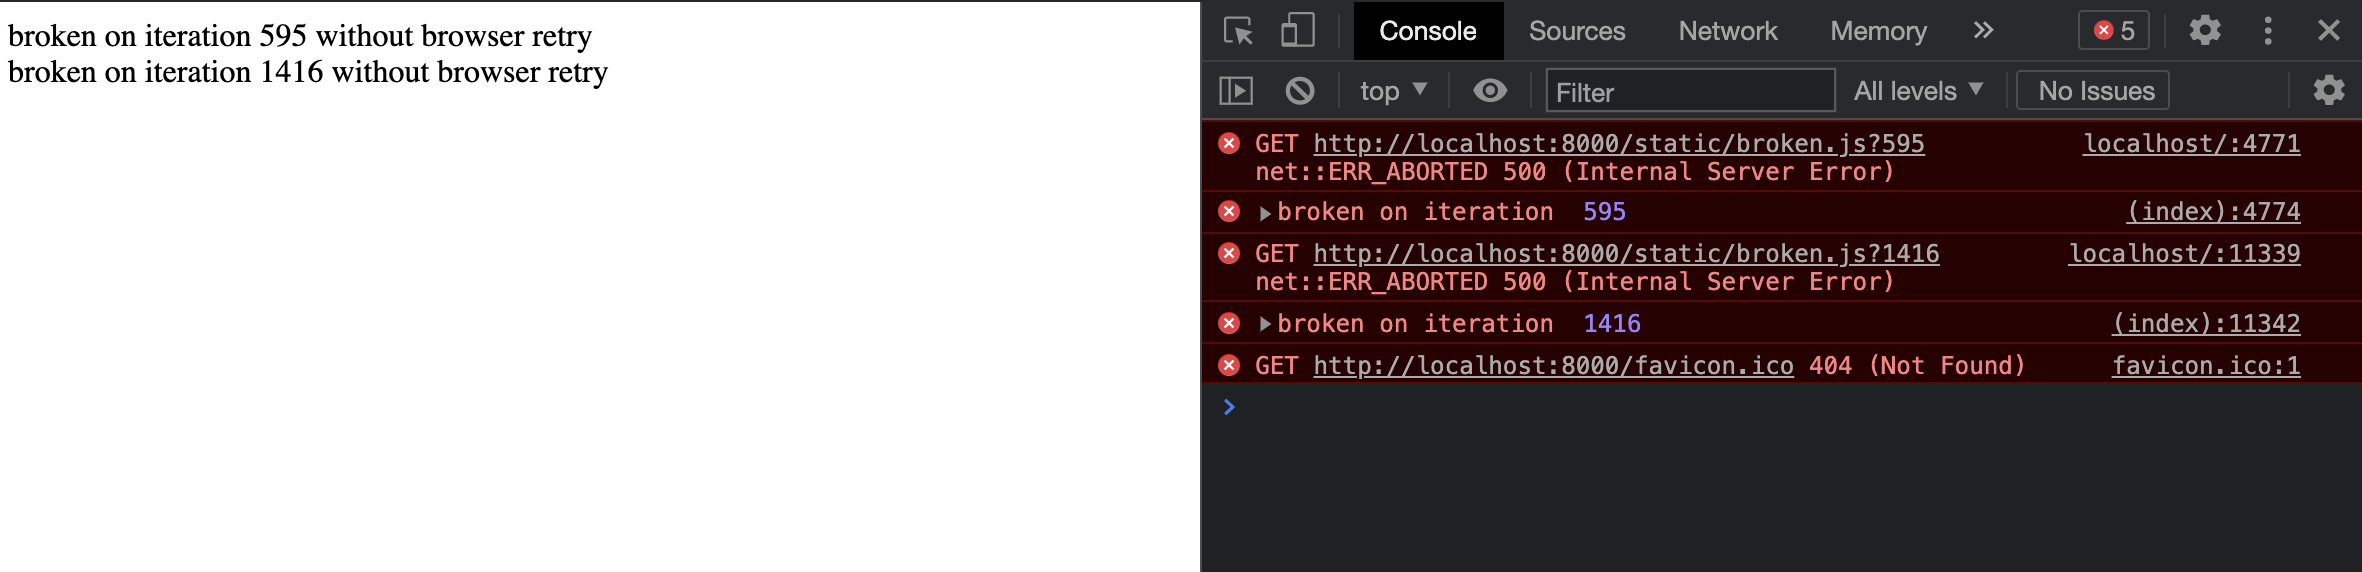 broken on iteration 595 without browser retry
broken on iteration 1416 without browser retry
Console Sources Network Memory 5
top Filter All levels No Issues
GET http://localhost:8000/static/broken.js?595 localhost/:4771
net::ERR_ABORTED 500 (Internal Server Error)
broken on iteration 595 (index):4774
GET http://localhost:8000/static/broken.js?1416 localhost/:11339
net::ERR_ABORTED 500 (Internal Server Error)
broken on iteration 1416 (index):11342
GET http://localhost:8000/favicon.ico 404 (Not Found) favicon.ico:1